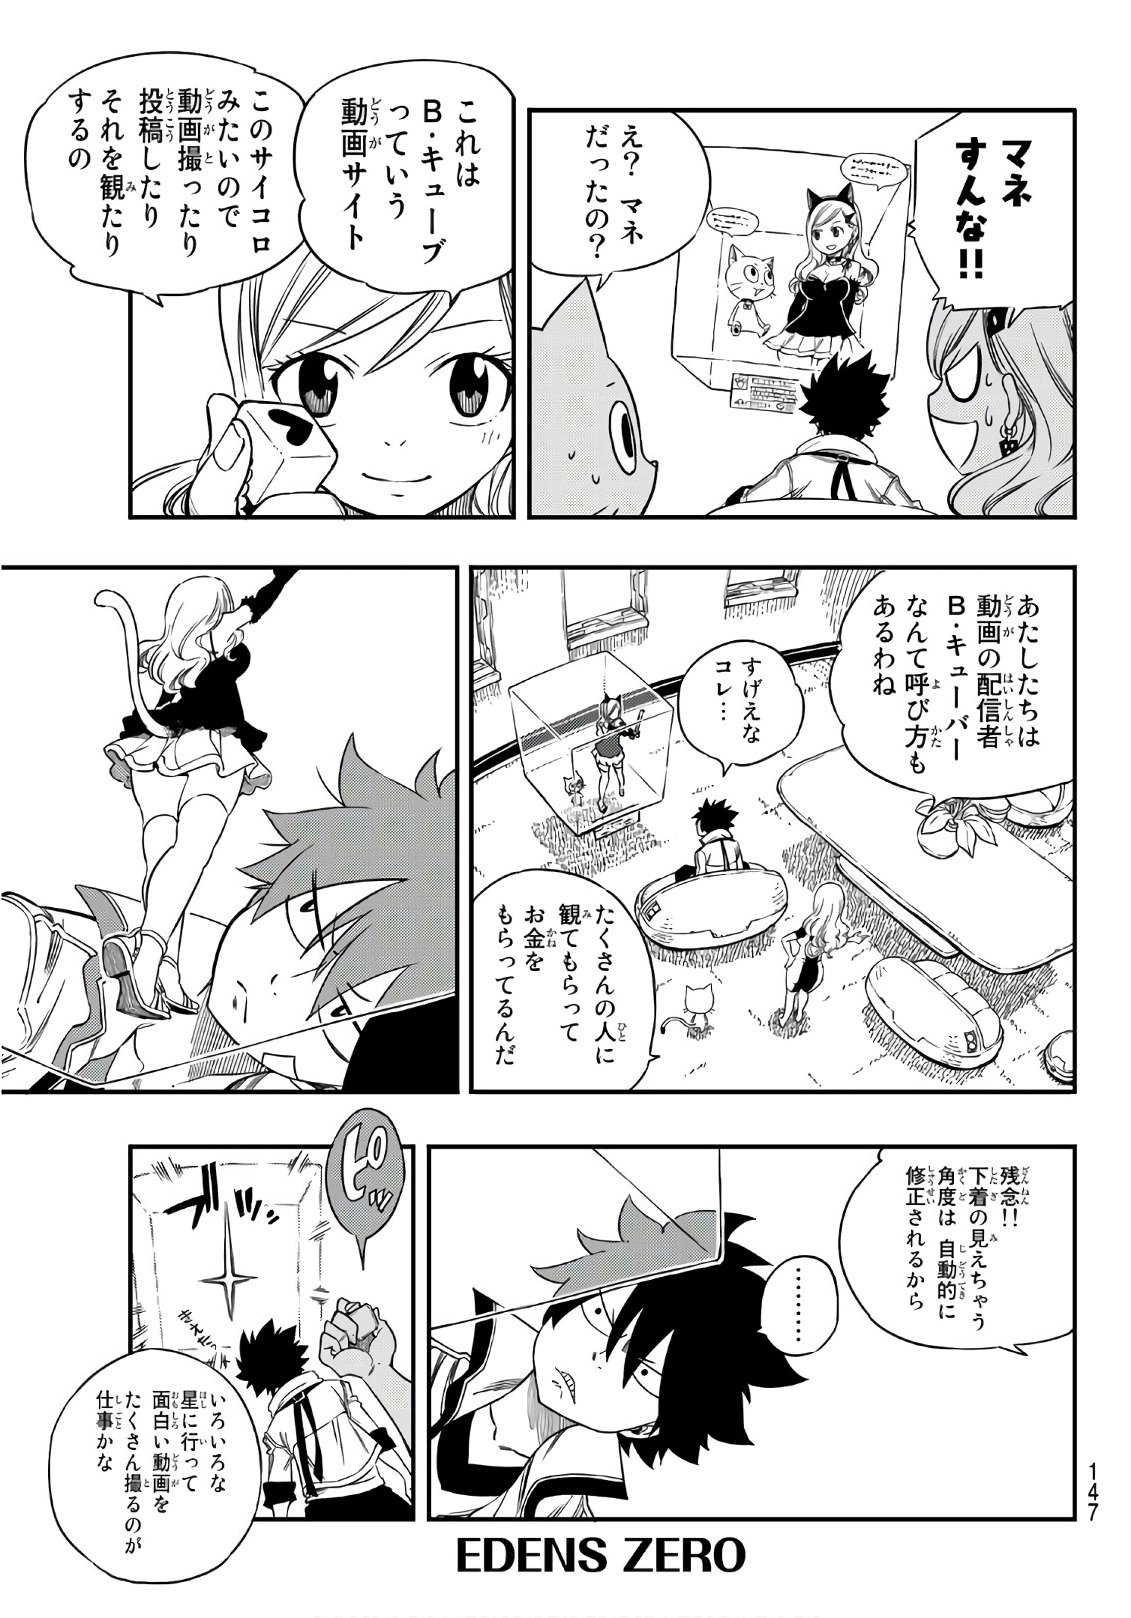 マネ
すんな!!
え?マネ
だったの?
これは
B・キューブ
っていう
動画サイト
このサイコロ
みたいので
動画撮ったり
投稿したり
それを観たり
するの
あたしたちは
動画の配信者
B・キューバー
なんて呼び方も
あるわね
すげえな
コレ…
たくさんの人に
観てもらって
お金を
もらってるんだ
残念!!
下着の見えちゃう
角度は自動的に
修正されるから
………
ピッ
きえたっ
いろいろな
星に行って
面白い動画を
たくさん撮るのが
仕事かな
147
EDENS ZERO